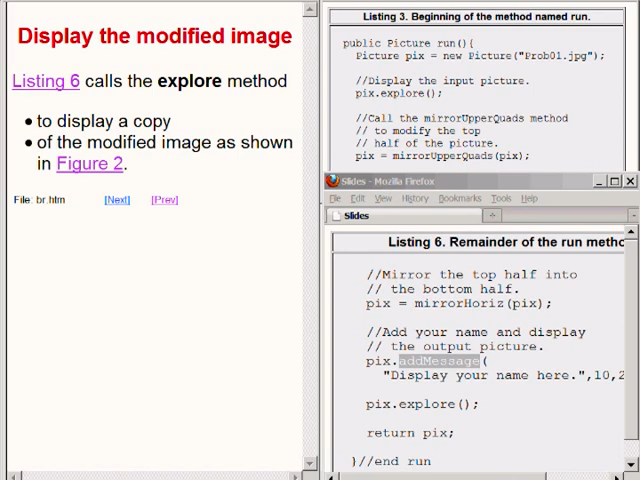 Display the modified image
Listing 6 calls the explore method
to display a copy
of the modified image as shown
in Figure 2.
File: br.htm [Next] [Prev]
Listing 3. Beginning of the method named run.
public Picture run(){
Picture pix = new Picture("Prob01.jpg");
//Display the input picture.
pix.explore();
//Call the mirrorUpperQuads method
// to modify the top
// half of the picture.
pix = mirrorUpperQuads(pix);
Slides - Mozilla Firefox
File Edit View History Bookmarks Tools Help
Slides
Listing 6. Remainder of the run metho
//Mirror the top half into
// the bottom half.
pix = mirrorHoriz(pix);
//Add your name and display
// the output picture.
pix.addMessage(
"Display your name here.",10,2
pix.explore();
return pix;
}//end run